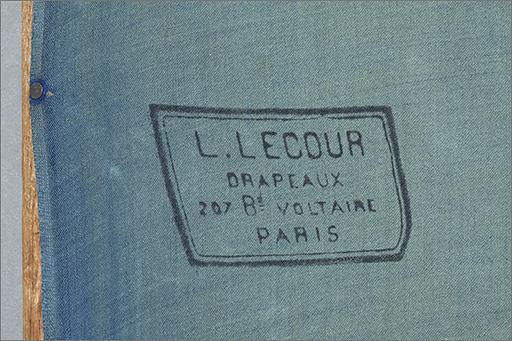 L. LECOUR
DRAPEAUX
207 Bd VOLTAIRE
PARIS